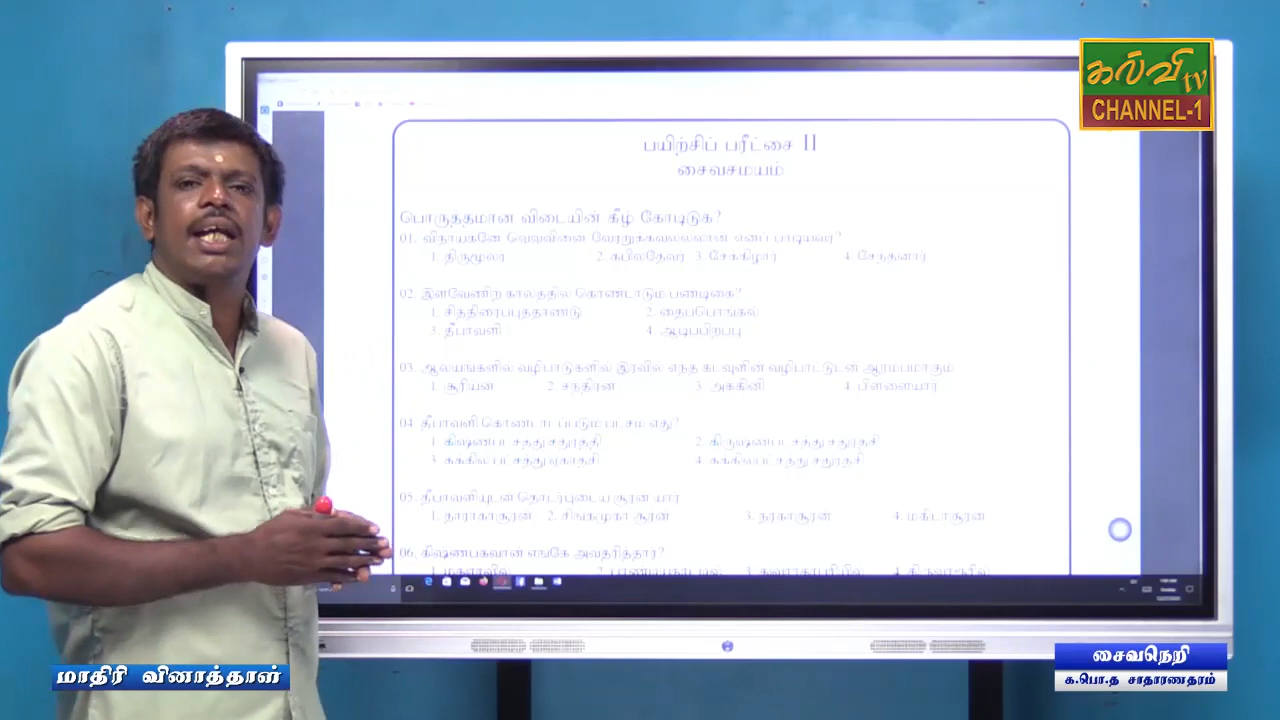 கல்வி tv
CHANNEL-1
பயிற்சிப் பரீட்சை II
சைவசமயம்
பொருத்தமான விடையின் கீழ் கோடிடுக?
01. விநாயகனே வெவ்வினை வேரறுக்கவல்லலான் எனப் பாடியவர்?
1. திருமூலர் 2. கபிலதேவர் 3. சேக்கிழார் 4. சேந்தனார்
02. இளவேனிற் காலத்தில் கொண்டாடும் பண்டிகை?
1. சித்திரைப்புத்தாண்டு 2. தைப்பொங்கல்
3. தீபாவளி 4. ஆடிப்பிறப்பு
03. ஆலயங்களில் வழிபாடுகளில் இரவில் எந்த கடவுளின் வழிபாட்டுடன் ஆரம்பமாகும்
1. சூரியன் 2. சந்திரன் 3. அக்கினி 4. பிள்ளையார்
04. தீபாவளி கொண்டாடப்படும் பட்சம் எது?
05. தீபாவளியுடன் தொடர்புடைய சூரன் யார்
1. தாராகாசூரன் 2. சிங்கமுகா சூரன் 3. நரகாசூரன் 4. மகிடாசூரன்
06. கிஷ்ணபகவான் எங்கே அவதரித்தார்?
மாதிரி வினாத்தாள்
சைவநெறி
க.பொ.த சாதாரணதரம்